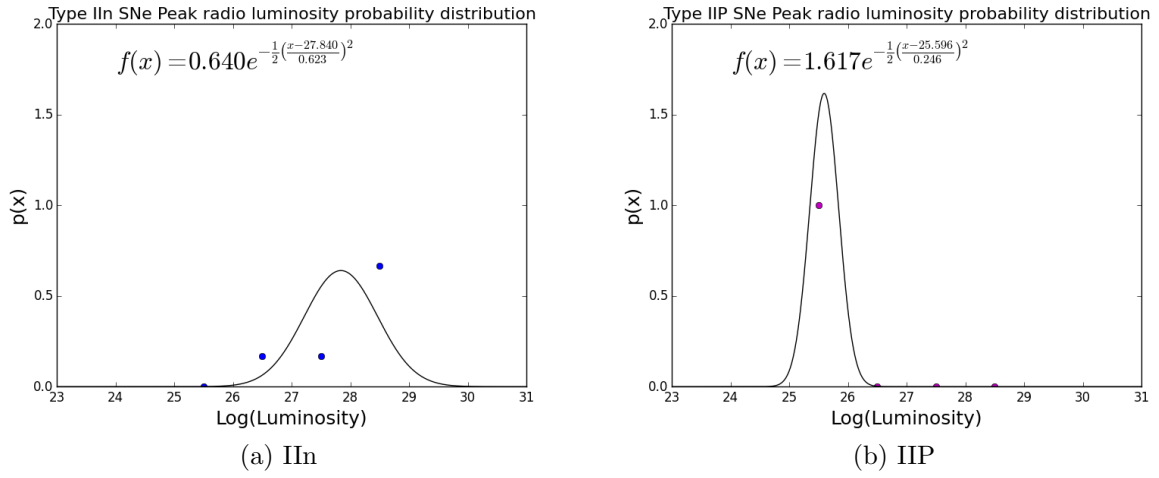 Type IIn SNe Peak radio luminosity probability distribution
2.0
f(x) =0.640e^{-\frac{1}{2}(\frac{x-27.840}{0.623})^2}
1.5
p(x)
1.0
0.5
0.0
23 24 25 26 27 28 29 30 31
Log(Luminosity)
(a) IIn
Type IIP SNe Peak radio luminosity probability distribution
2.0
f(x) =1.617e^{-\frac{1}{2}(\frac{x-25.596}{0.246})^2}
1.5
p(x)
1.0
0.5
0.0
23 24 25 26 27 28 29 30 31
Log(Luminosity)
(b) IIP